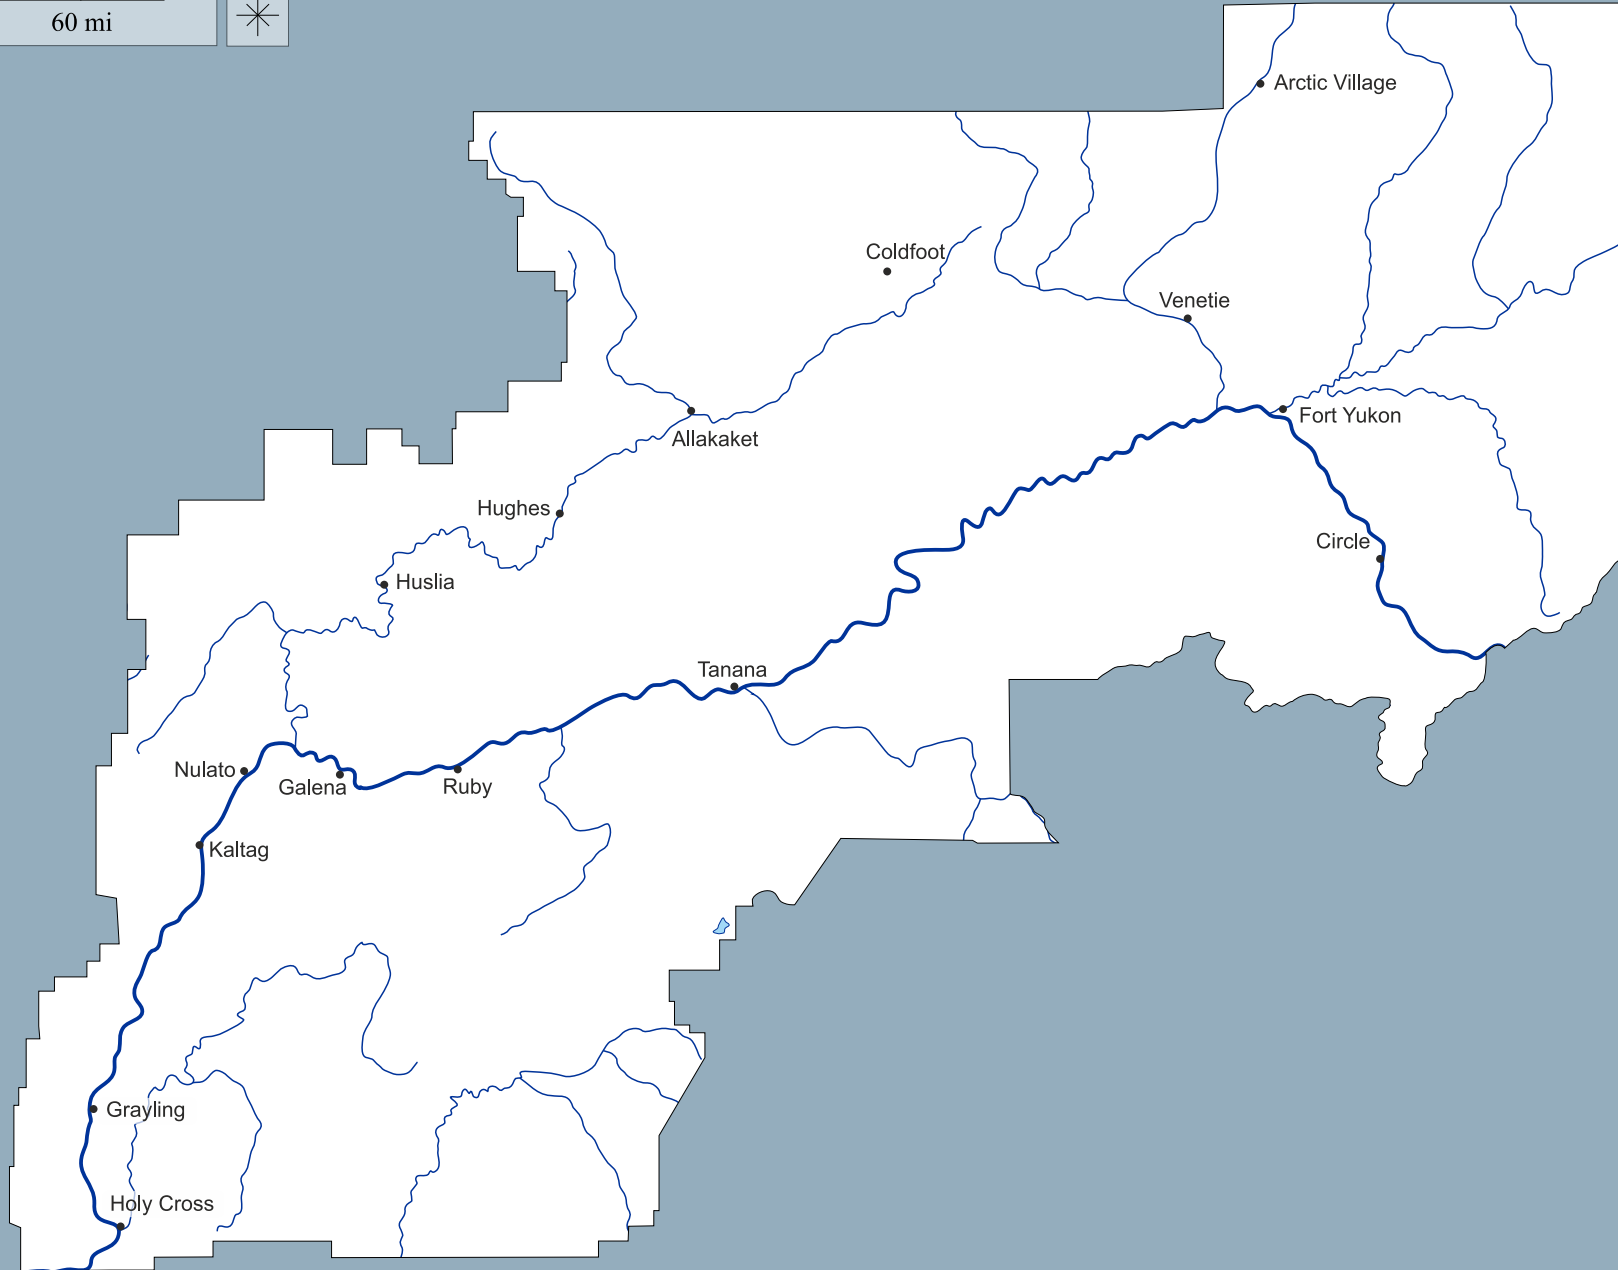 60 mi
Arctic Village
Coldfoot
Venetie
Fort Yukon
Allakaket
Hughes
Circle
Huslia
Tanana
Nulato
Galena
Ruby
Kaltag
Grayling
Holy Cross